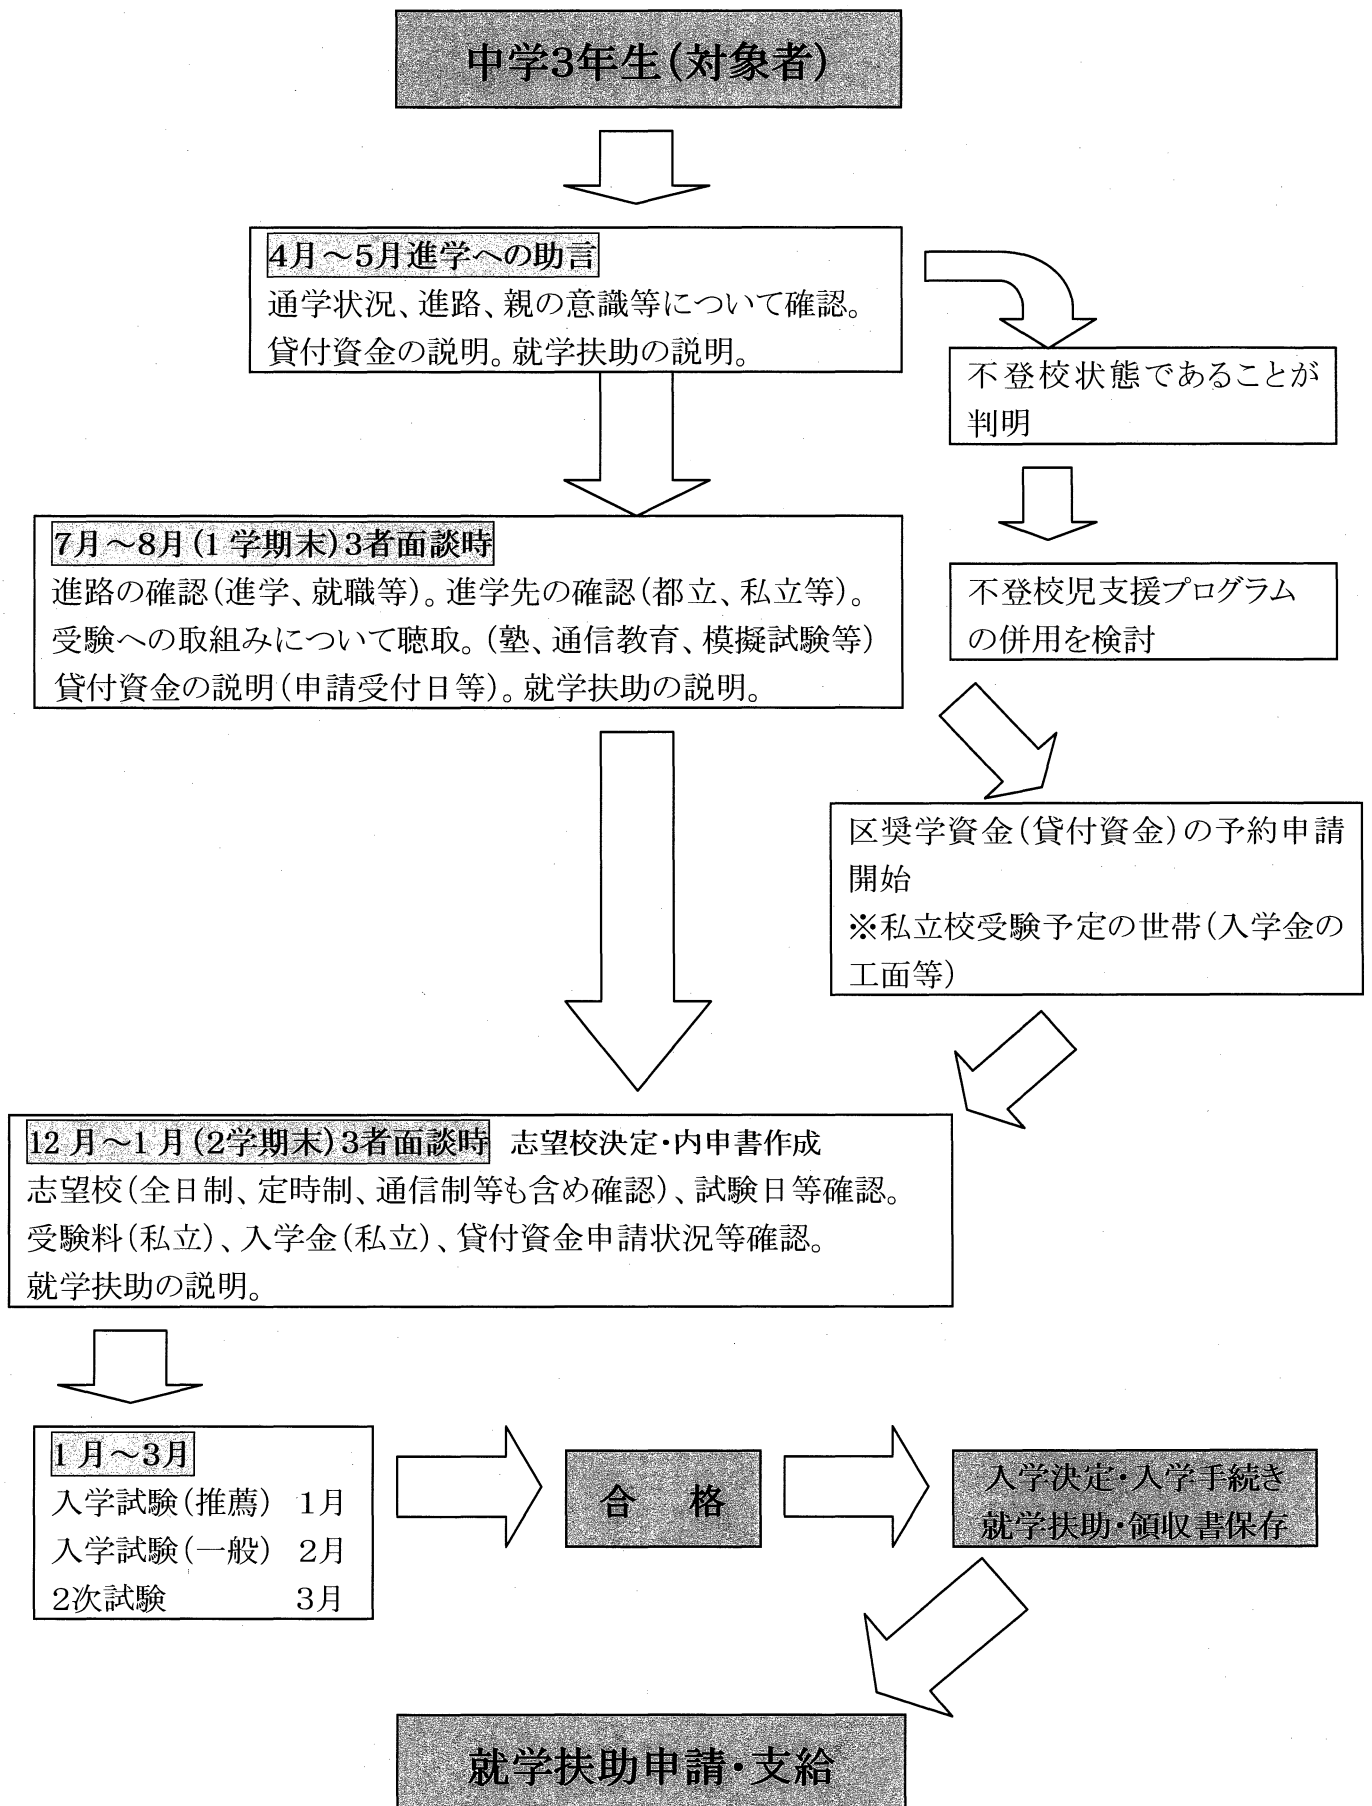 中学3年生(対象者)
4月～5月進学への助言
通学状況、進路、親の意識等について確認。
貸付資金の説明。就学扶助の説明。
不登校状態であることが
判明
7月～8月(1学期末)3者面談時
進路の確認(進学、就職等)。進学先の確認(都立、私立等)。
受験への取組みについて聴取。(塾、通信教育、模擬試験等)
貸付資金の説明(申請受付日等)。就学扶助の説明。
不登校児支援プログラム
の併用を検討
区奨学資金(貸付資金)の予約申請
開始
※私立校受験予定の世帯(入学金の
工面等)
12月～1月(2学期末)3者面談時 志望校決定・内申書作成
志望校(全日制、定時制、通信制等も含め確認)、試験日等確認。
受験料(私立)、入学金(私立)、貸付資金申請状況等確認。
就学扶助の説明。
1月～3月
入学試験(推薦) 1月
入学試験(一般) 2月
2次試験 3月
合 格
入学決定・入学手続き
就学扶助・領収書保存
就学扶助申請・支給